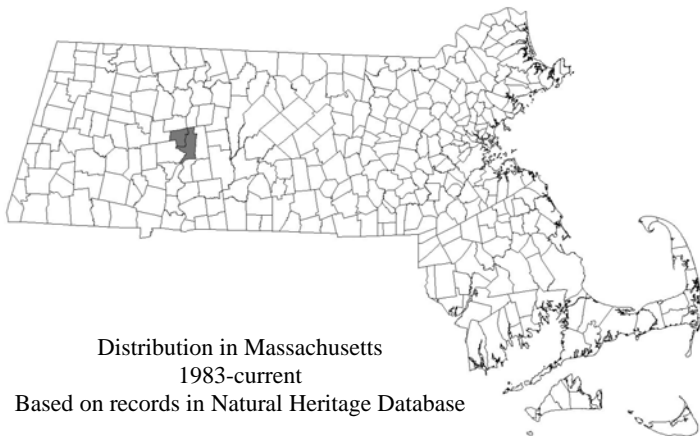 Distribution in Massachusetts
1983-current
Based on records in Natural Heritage Database